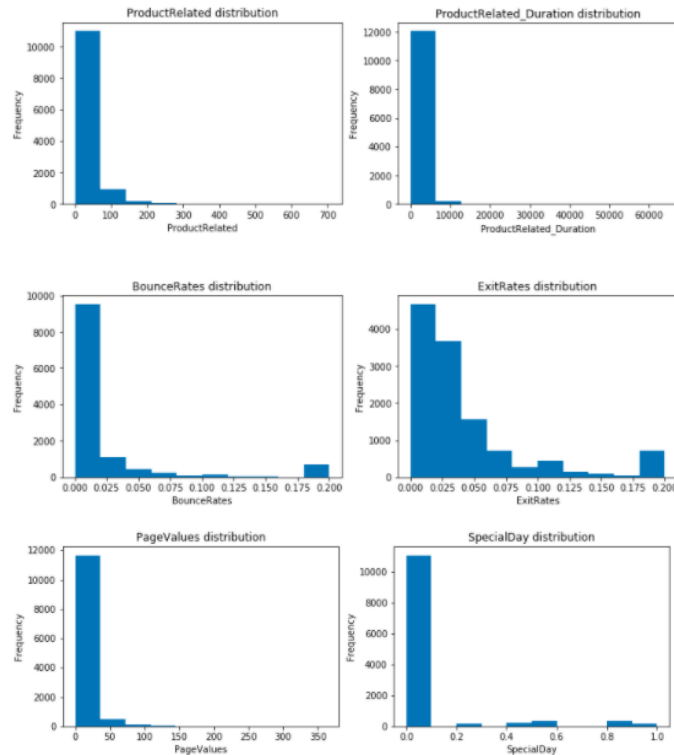 ProductRelated distribution
10000
8000
6000
4000
2000
0
Frequency
0 100 200 300 400 500 600 700
ProductRelated
ProductRelated_Duration distribution
12000
10000
8000
6000
4000
2000
0
Frequency
0 10000 20000 30000 40000 50000 60000
ProductRelated_Duration
BounceRates distribution
10000
8000
6000
4000
2000
0
Frequency
0.000 0.025 0.050 0.075 0.100 0.125 0.150 0.175 0.200
BounceRates
ExitRates distribution
4000
3000
2000
1000
0
Frequency
0.000 0.025 0.050 0.075 0.100 0.125 0.150 0.175 0.200
ExitRates
PageValues distribution
12000
10000
8000
6000
4000
2000
0
Frequency
0 50 100 150 200 250 300 350
PageValues
SpecialDay distribution
10000
8000
6000
4000
2000
0
Frequency
0.0 0.2 0.4 0.6 0.8 1.0
SpecialDay